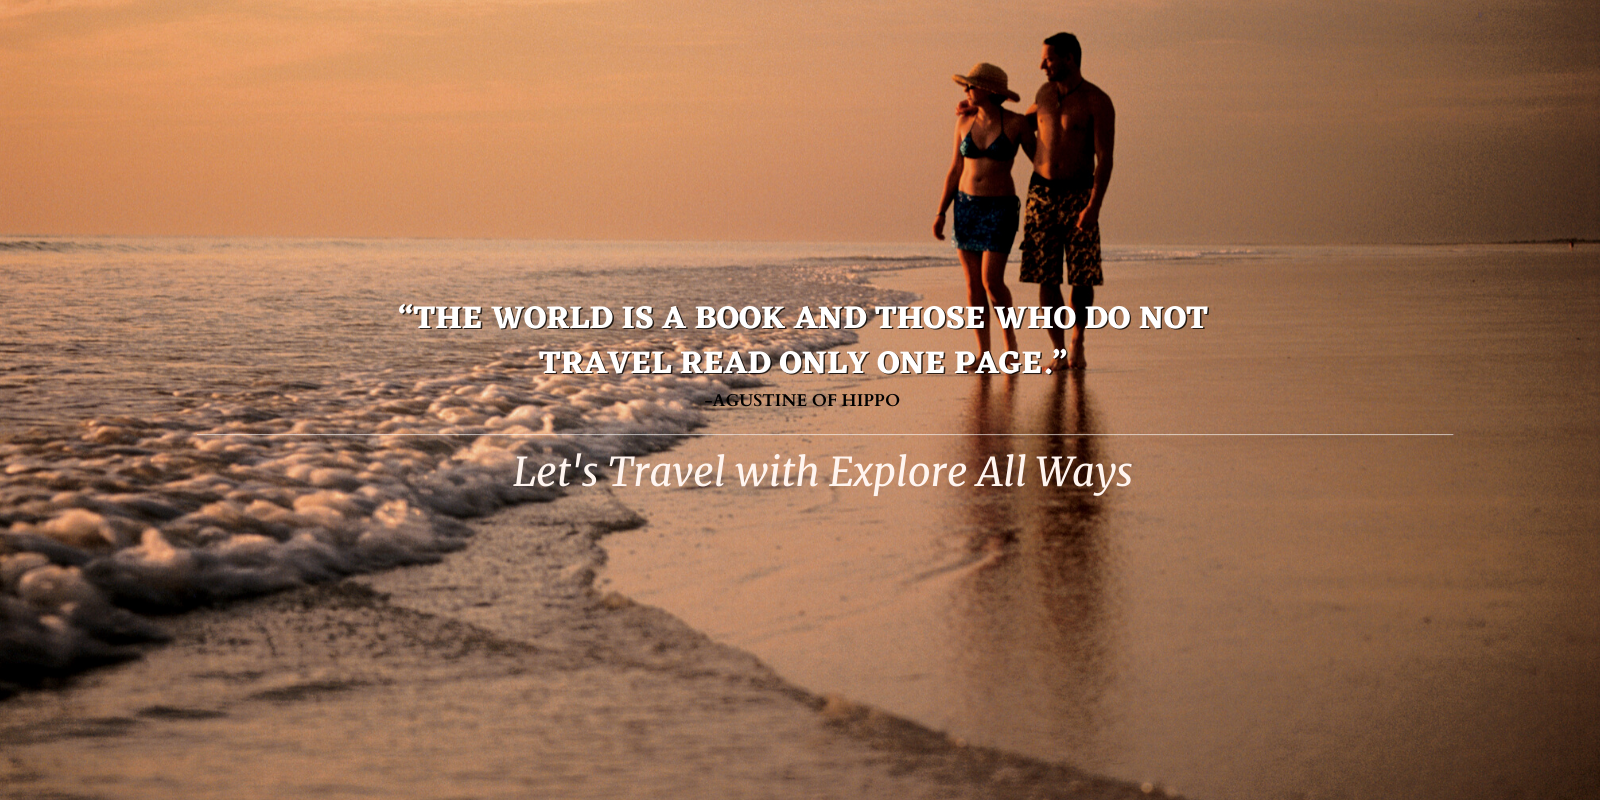 “THE WORLD IS A BOOK AND THOSE WHO DO NOT
TRAVEL READ ONLY ONE PAGE.”
-AGUSTINE OF HIPPO
Let's Travel with Explore All Ways